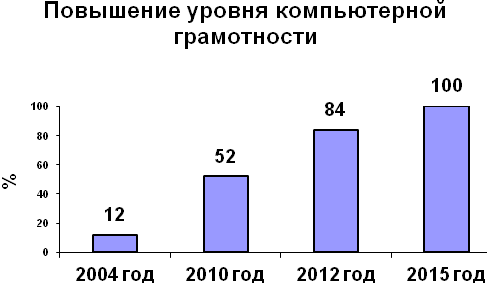 Повышение уровня компьютерной
грамотности
%
100
80
60
40
20
0
12
52
84
100
2004 год
2010 год
2012 год
2015 год